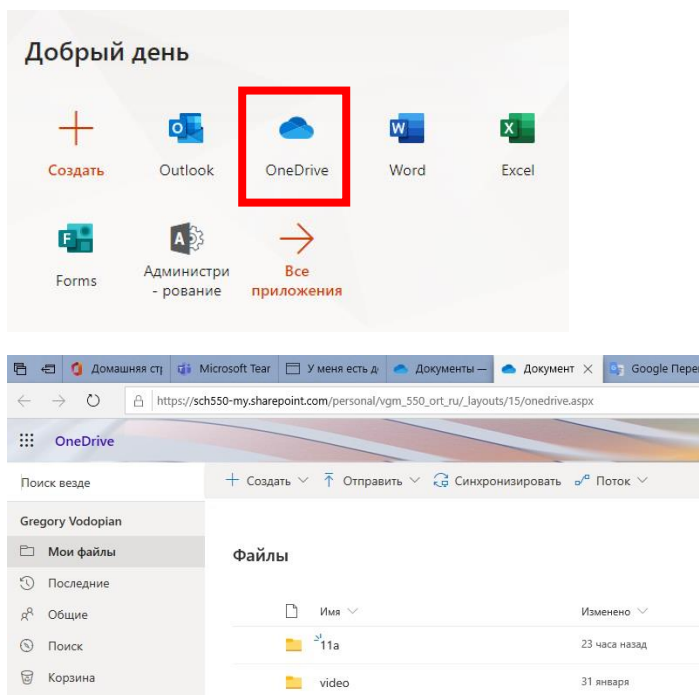 Добрый день
Создать
Outlook
OneDrive
Word
Excel
Forms
Администри
- рование
Все
приложения
Домашняя стр
Microsoft Tear
У меня есть д
Документы —
Документ
Google Пере
https://sch550-my.sharepoint.com/personal/vgm_550_ort_ru/_layouts/15/onedrive.aspx
OneDrive
Поиск везде
Создать
Отправить
Синхронизировать
Поток
Gregory Vodopian
Мои файлы
Файлы
Последние
Общие
Имя
Изменено
Поиск
11a
23 часа назад
Корзина
video
31 января